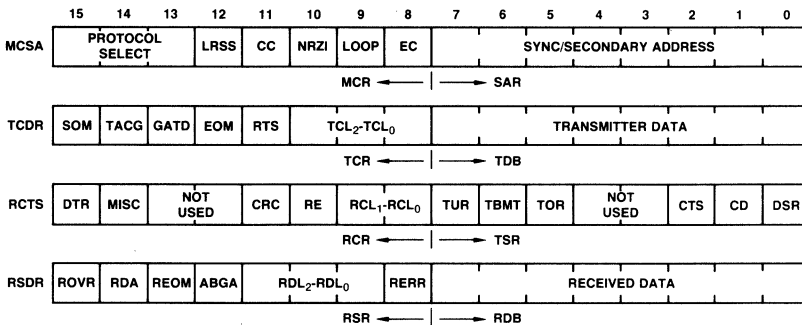 15 14 13 12 11 10 9 8 7 6 5 4 3 2 1 0
MCSA PROTOCOL SELECT LRSS CC NRZI LOOP EC SYNC/SECONDARY ADDRESS
MCR SAR
TCDR SOM TACG GATD EOM RTS TCL2-TCL0 TRANSMITTER DATA
TCR TDB
RCTS DTR MISC NOT USED CRC RE RCL1-RCL0 TUR TBMT TOR NOT USED CTS CD DSR
RCR TSR
RSDR ROVR RDA REOM ABGA RDL2-RDL0 RERR RECEIVED DATA
RSR RDB